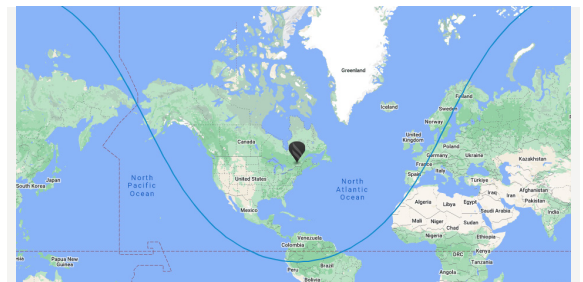 Greenland
Finland
Iceland
Sweden
Norway
United
Kingdom
Canada
Poland
Germany
Ukraine
Kazakhstan
France
Italy
Spain
Türkiye
United States
North
Pacific
Ocean
North
Atlantic
Ocean
Japan
South Korea
Iraq
Iran
Afghanistan
Pakistan
Algeria
Libya
Egypt
Saudi Arabia
India
Mexico
Mali
Niger
Sudan
Chad
Nigeria
Ethiopia
Venezuela
Colombia
Kenya
DRC
Tanzania
Papua New
Guinea
Peru
Brazil
Bolivia
Angola